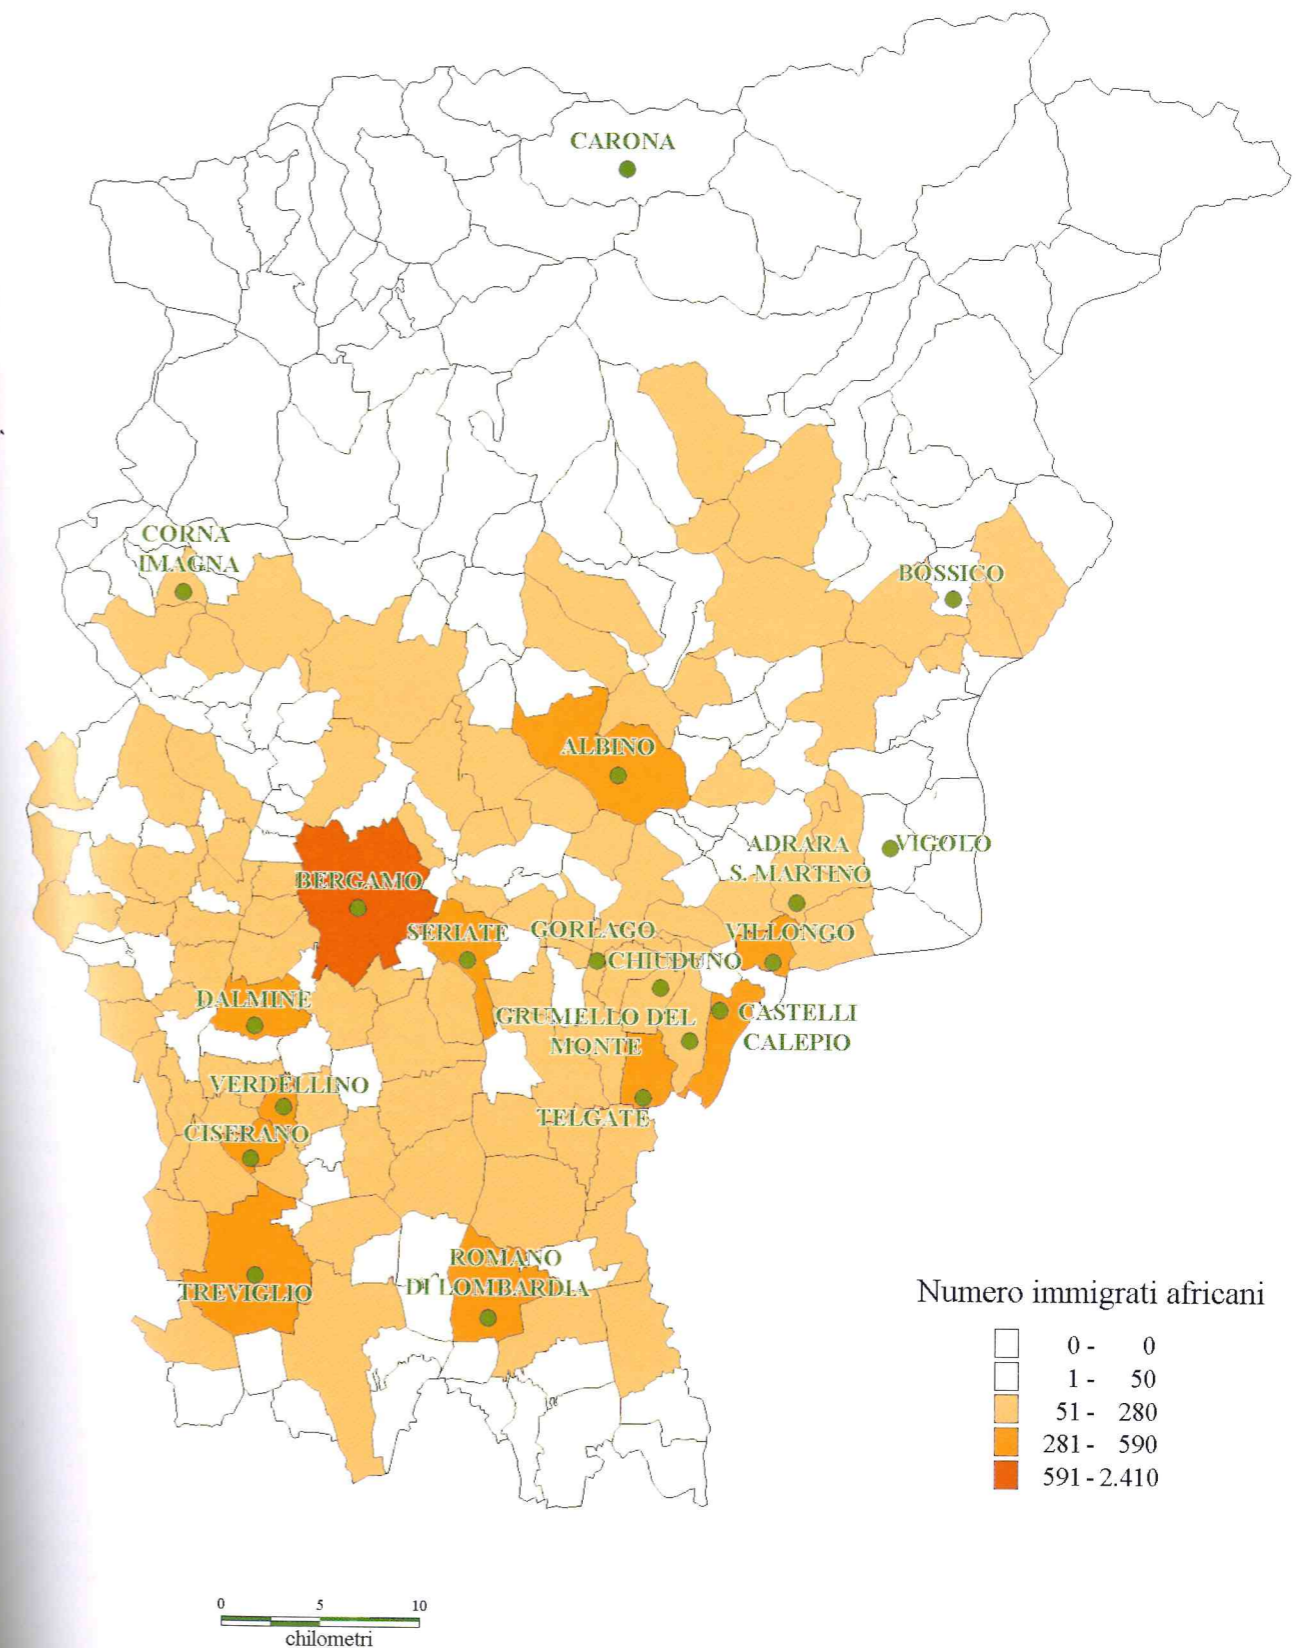 CARONA
CORNA
IMAGNA
BOSSICO
ALBINO
ADRARA
S. MARTINO
VIGOLO
BERGAMO
SERIATE
GORLAGO
VILLONGO
CHIUDUNO
DALMINE
GRUMELLO DEL
MONTE
CASTELLI
CALEPIO
VERDELLINO
TELGATE
CISERANO
ROMANO
DI LOMBARDIA
TREVIGLIO
Numero immigrati africani
0 - 0
1 - 50
51 - 280
281 - 590
591 - 2.410
0 5 10
chilometri